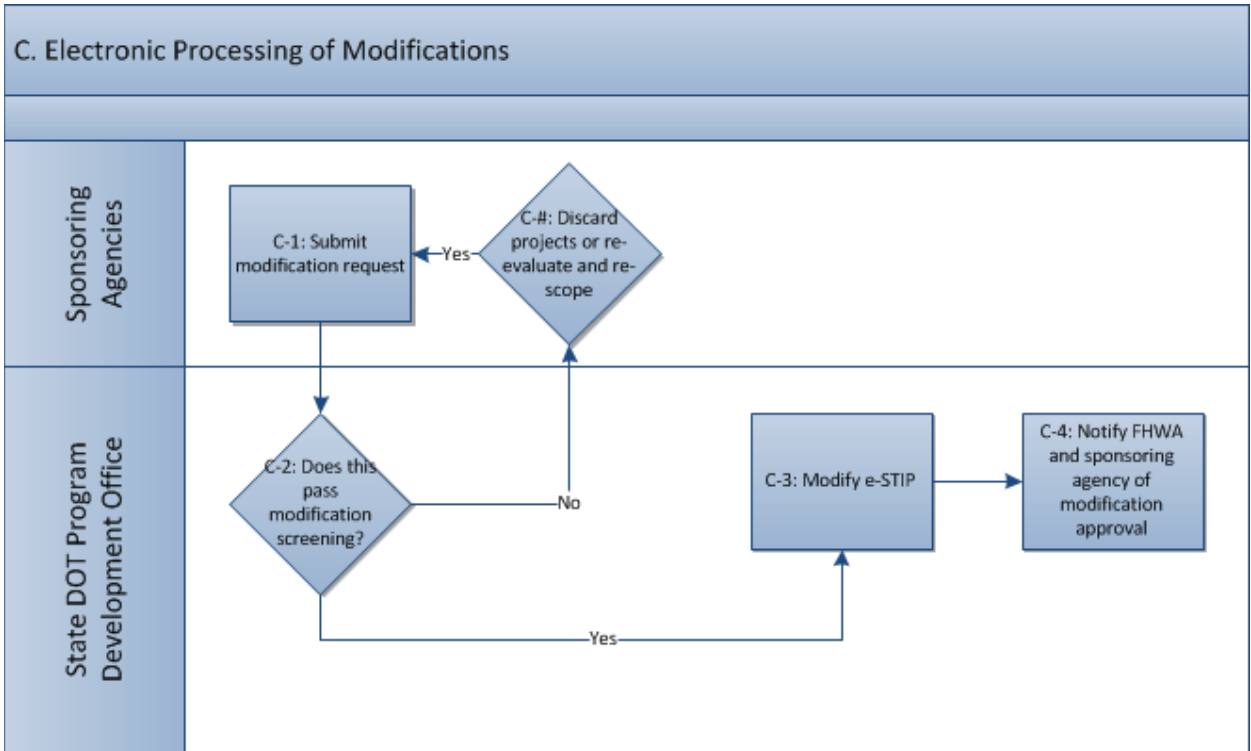 C. Electronic Processing of Modifications
Sponsoring
Agencies
C-1: Submit
modification request
Yes
C-#: Discard
projects or re-
evaluate and re-
scope
State DOT Program
Development Office
C-2: Does this
pass
modification
screening?
No
Yes
C-3: Modify e-STIP
C-4: Notify FHWA
and sponsoring
agency of
modification
approval